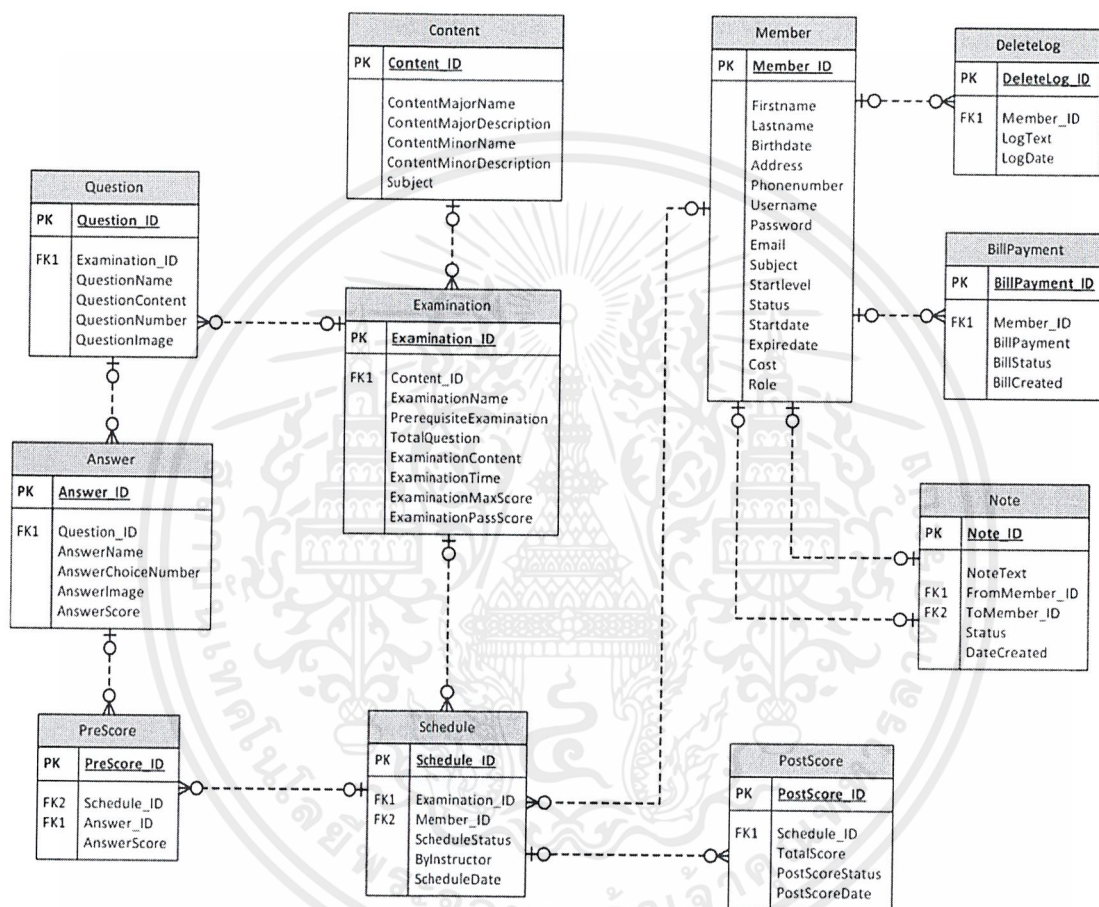 Content
PK Content_ID
ContentMajorName
ContentMajorDescription
ContentMinorName
ContentMinorDescription
Subject
Member
PK Member_ID
Firstname
Lastname
Birthdate
Address
Phonenumber
Username
Password
Email
Subject
Startlevel
Status
Startdate
Expiredate
Cost
Role
DeleteLog
PK DeleteLog_ID
FK1 Member_ID
LogText
LogDate
Question
PK Question_ID
FK1 Examination_ID
QuestionName
QuestionContent
QuestionNumber
QuestionImage
BillPayment
PK BillPayment_ID
FK1 Member_ID
BillPayment
BillStatus
BillCreated
Examination
PK Examination_ID
FK1 Content_ID
ExaminationName
PrerequisiteExamination
TotalQuestion
ExaminationContent
ExaminationTime
ExaminationMaxScore
ExaminationPassScore
Answer
PK Answer_ID
FK1 Question_ID
AnswerName
AnswerChoiceNumber
AnswerImage
AnswerScore
Note
PK Note_ID
NoteText
FK1 FromMember_ID
FK2 ToMember_ID
Status
DateCreated
PreScore
PK PreScore_ID
FK2 Schedule_ID
FK1 Answer_ID
AnswerScore
Schedule
PK Schedule_ID
FK1 Examination_ID
FK2 Member_ID
ScheduleStatus
ByInstructor
ScheduleDate
PostScore
PK PostScore_ID
FK1 Schedule_ID
TotalScore
PostScoreStatus
PostScoreDate